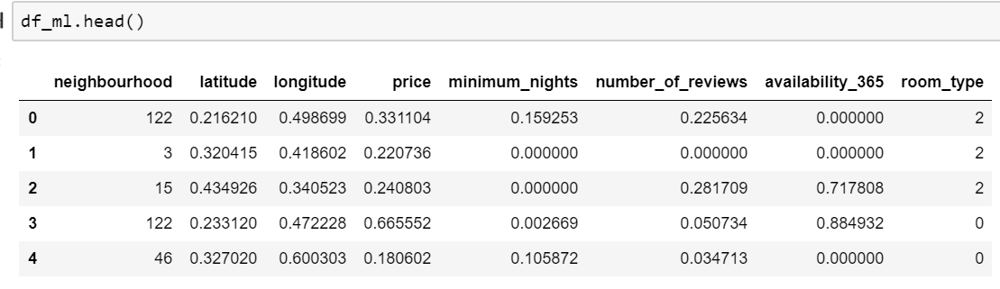 df_ml.head()
neighbourhood latitude longitude price minimum_nights number_of_reviews availability_365 room_type
0 122 0.216210 0.498699 0.331104 0.159253 0.225634 0.000000 2
1 3 0.320415 0.418602 0.220736 0.000000 0.000000 0.000000 2
2 15 0.434926 0.340523 0.240803 0.000000 0.281709 0.717808 2
3 122 0.233120 0.472228 0.665552 0.002669 0.050734 0.884932 0
4 46 0.327020 0.600303 0.180602 0.105872 0.034713 0.000000 0